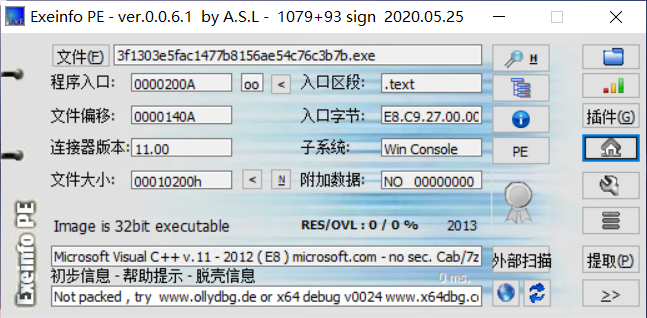 Exeinfo PE - ver.0.0.6.1 by A.S.L - 1079+93 sign 2020.05.25
文件(F) 3f1303e5fac1477b8156ae54c76c3b7b.exe H
程序入口: 0000200A oo < 入口区段: .text
文件偏移: 0000140A 入口字节: E8.C9.27.00.00 插件(G)
连接器版本: 11.00 子系统: Win Console PE
文件大小: 00010200h < N 附加数据: NO 00000000
Image is 32bit executable RES/OVL : 0 / 0 % 2013
Exeinfo PE
Microsoft Visual C++ v.11 - 2012 ( E8 ) microsoft.com - no sec. Cab/7z 外部扫描 提取(P)
初步信息 - 帮助提示 - 脱壳信息 0 ms.
Not packed , try www.ollydbg.de or x64 debug v0024 www.x64dbg.c >>